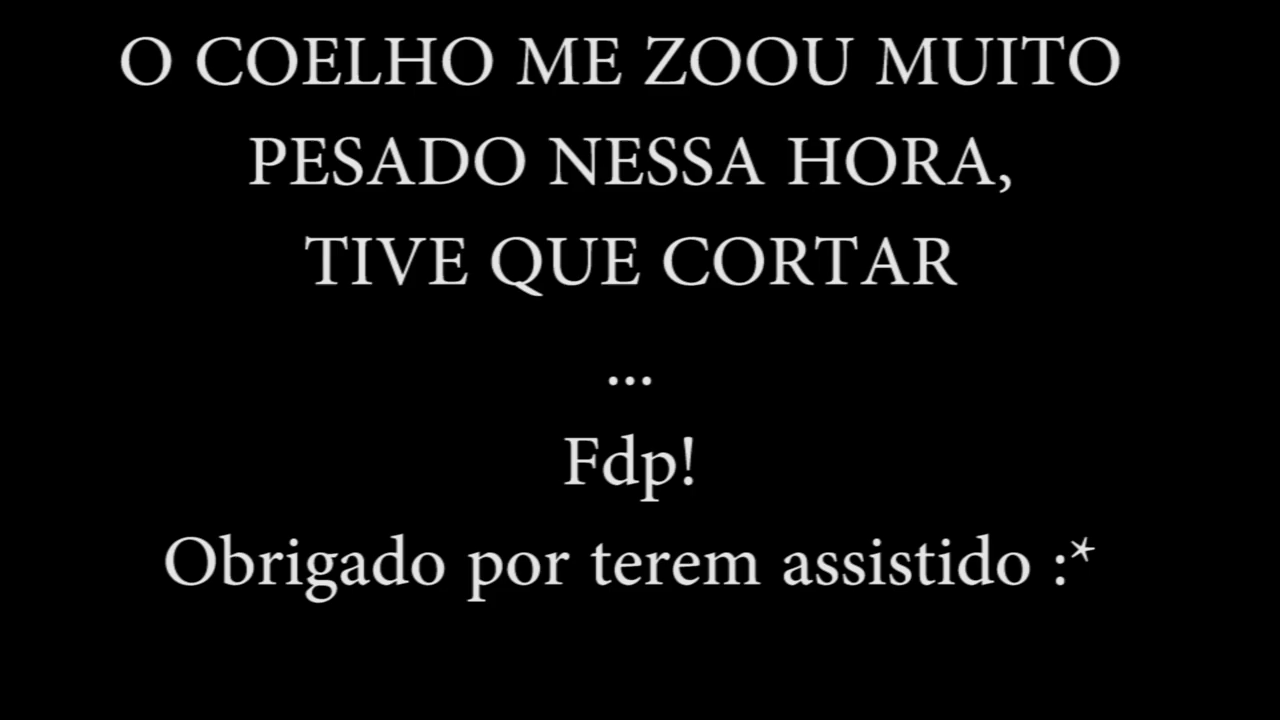 O COELHO ME ZOOU MUITO
PESADO NESSA HORA,
TIVE QUE CORTAR
...
Fdp!
Obrigado por terem assistido :*